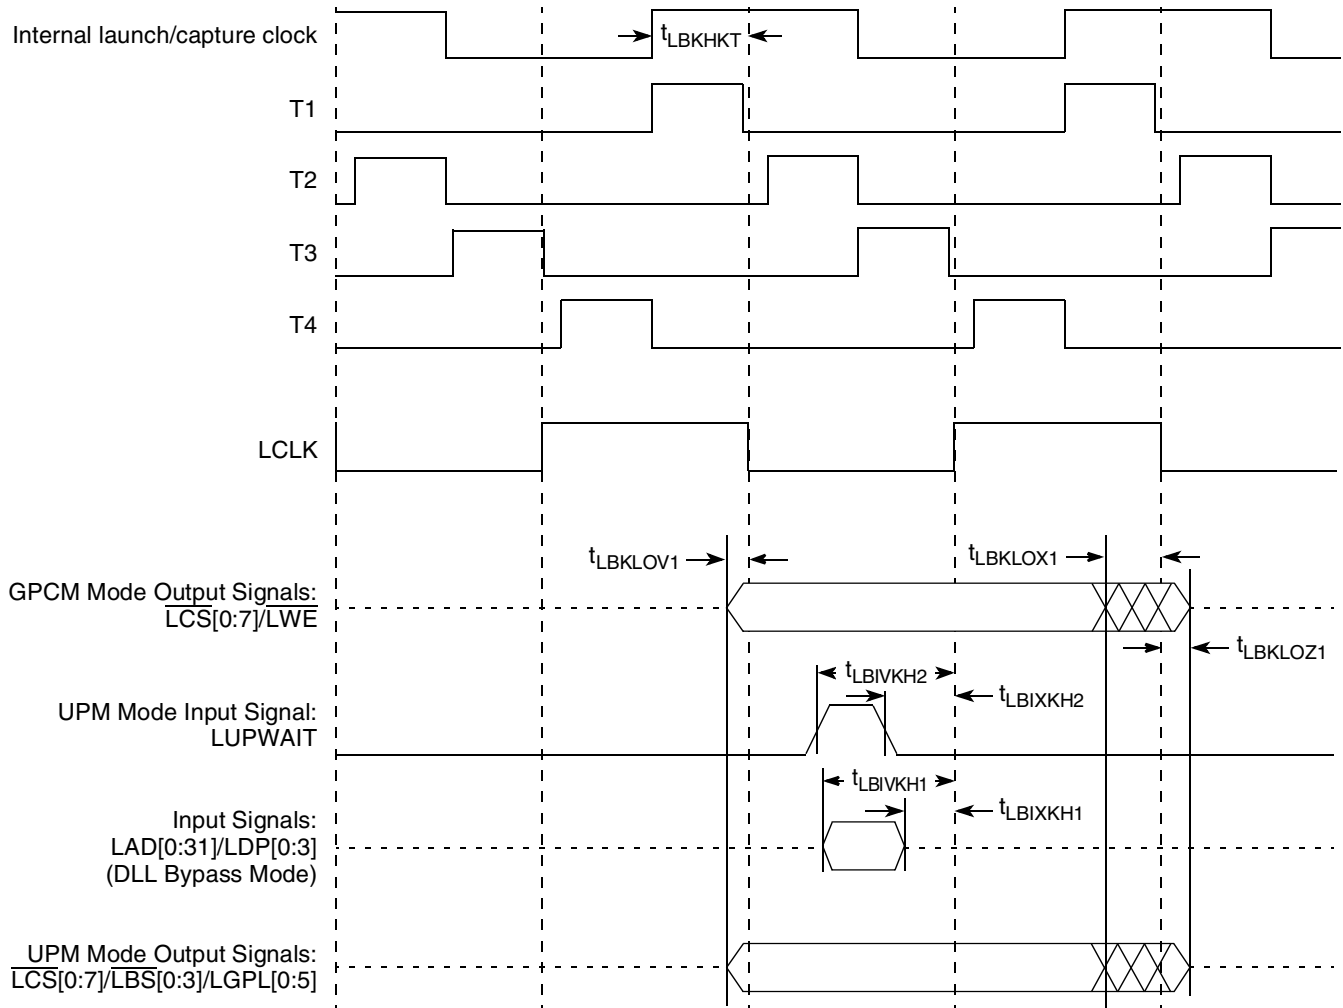 Internal launch/capture clock
tLBKHKT
T1
T2
T3
T4
LCLK
tLBKLOV1
tLBKLOX1
GPCM Mode Output Signals:
LCS[0:7]/LWE
tLBKLOZ1
tLBIVKH2
tLBIXKH2
UPM Mode Input Signal:
LUPWAIT
tLBIVKH1
tLBIXKH1
Input Signals:
LAD[0:31]/LDP[0:3]
(DLL Bypass Mode)
UPM Mode Output Signals:
LCS[0:7]/LBS[0:3]/LGPL[0:5]